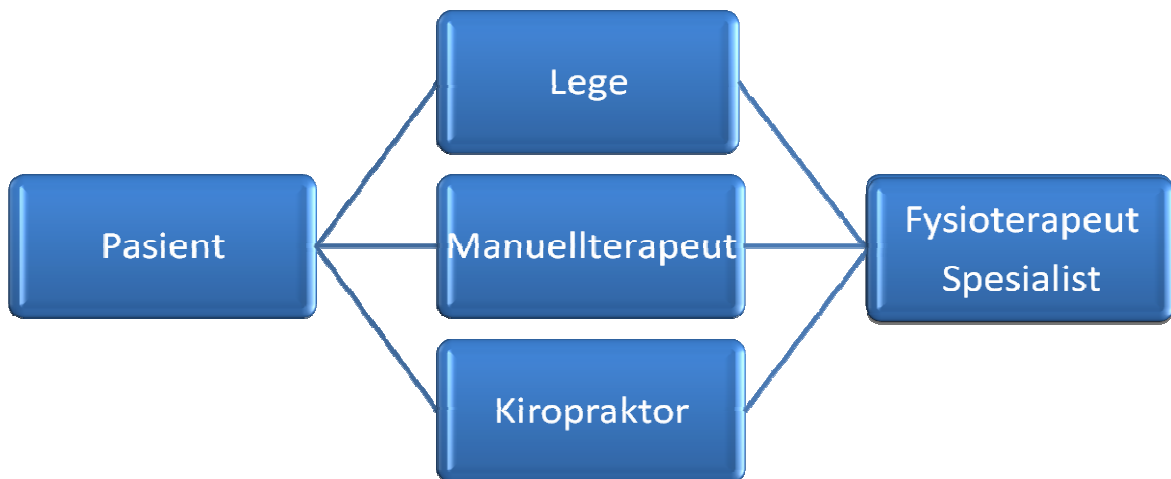 Lege
Pasient
Manuellterapeut
Fysioterapeut
Spesialist
Kiropraktor